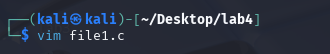 ┌──(kali㉿kali)-[~/Desktop/lab4]
└─$ vim file1.c